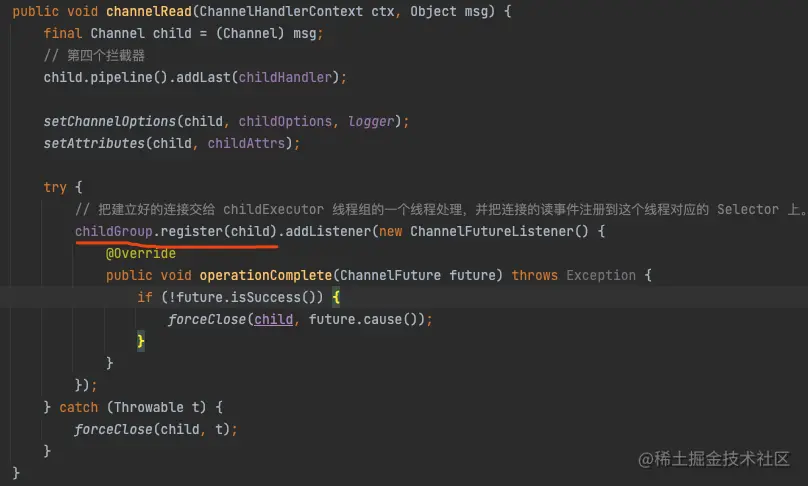 public void channelRead(ChannelHandlerContext ctx, Object msg) {
    final Channel child = (Channel) msg;
    // 第四个拦截器
    child.pipeline().addLast(childHandler);

    setChannelOptions(child, childOptions, logger);
    setAttributes(child, childAttrs);

    try {
        // 把建立好的连接交给 childExecutor 线程组的一个线程处理，并把连接的读事件注册到这个线程对应的 Selector 上。
        childGroup.register(child).addListener(new ChannelFutureListener() {
            @Override
            public void operationComplete(ChannelFuture future) throws Exception {
                if (!future.isSuccess()) {
                    forceClose(child, future.cause());
                }
            }
        });
    } catch (Throwable t) {
        forceClose(child, t);
    }
}
@稀土掘金技术社区